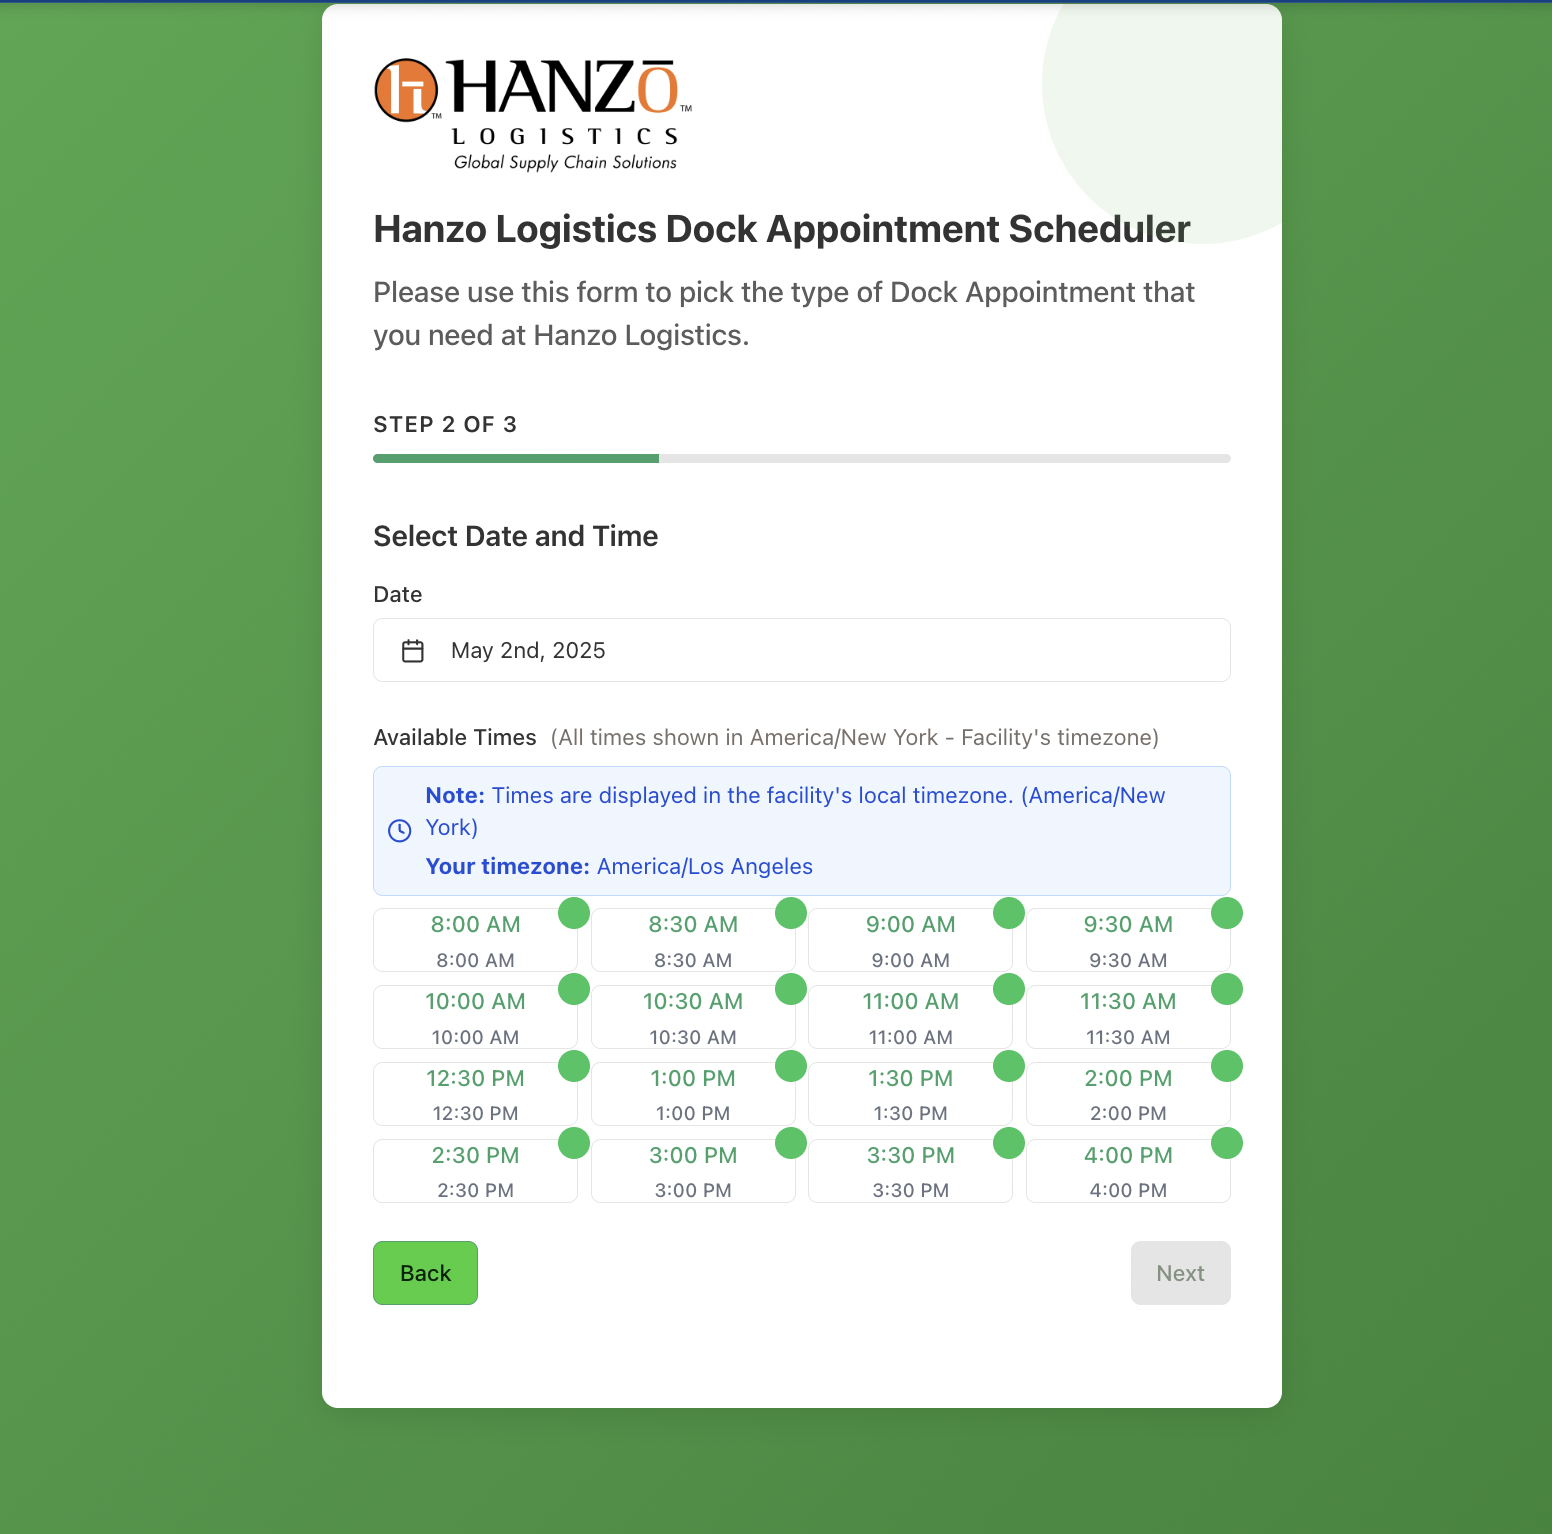 h TM HANZŌ TM
LOGISTICS
Global Supply Chain Solutions
Hanzo Logistics Dock Appointment Scheduler
Please use this form to pick the type of Dock Appointment that
you need at Hanzo Logistics.
STEP 2 OF 3
Select Date and Time
Date
May 2nd, 2025
Available Times (All times shown in America/New York - Facility's timezone)
Note: Times are displayed in the facility's local timezone. (America/New
York)
Your timezone: America/Los Angeles
8:00 AM 8:30 AM 9:00 AM 9:30 AM
8:00 AM 8:30 AM 9:00 AM 9:30 AM
10:00 AM 10:30 AM 11:00 AM 11:30 AM
10:00 AM 10:30 AM 11:00 AM 11:30 AM
12:30 PM 1:00 PM 1:30 PM 2:00 PM
12:30 PM 1:00 PM 1:30 PM 2:00 PM
2:30 PM 3:00 PM 3:30 PM 4:00 PM
2:30 PM 3:00 PM 3:30 PM 4:00 PM
Back Next